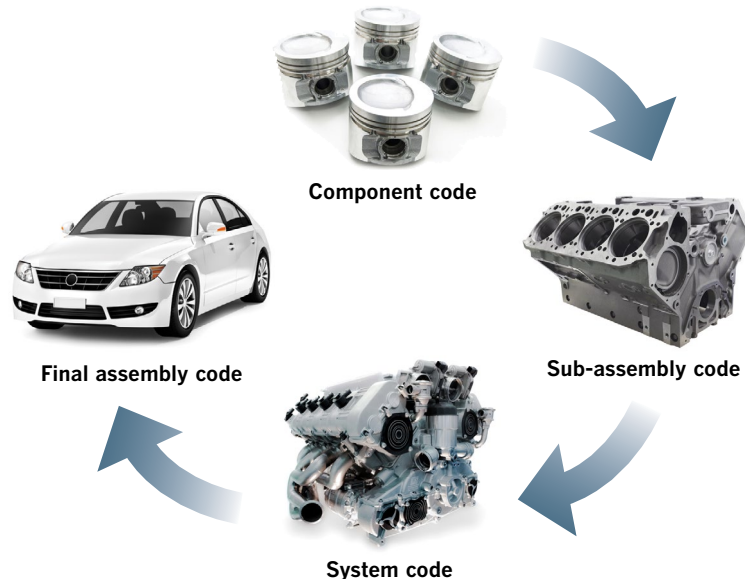 Component code
Sub-assembly code
System code
Final assembly code